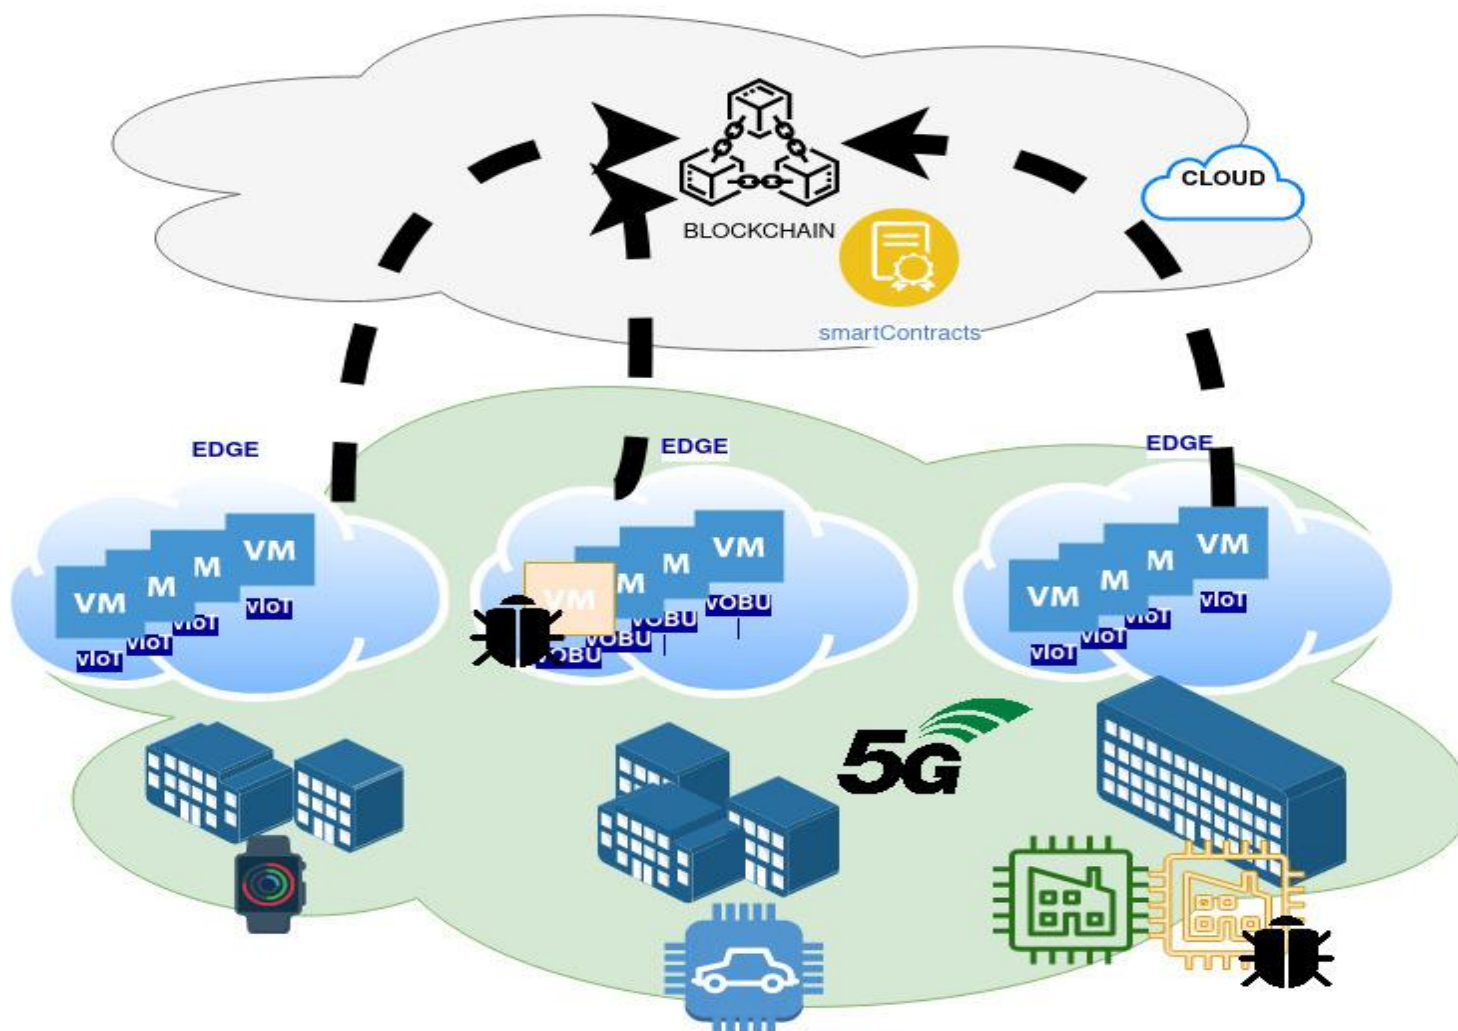 CLOUD
BLOCKCHAIN
smartContracts
EDGE
EDGE
EDGE
VM
M
M
VM
vIoT
vIoT
vIoT
vIoT
VM
M
M
VM
VOBU
VOBU
VOBU
VOBU
VM
M
M
VM
vIoT
vIoT
vIoT
vIoT
5G